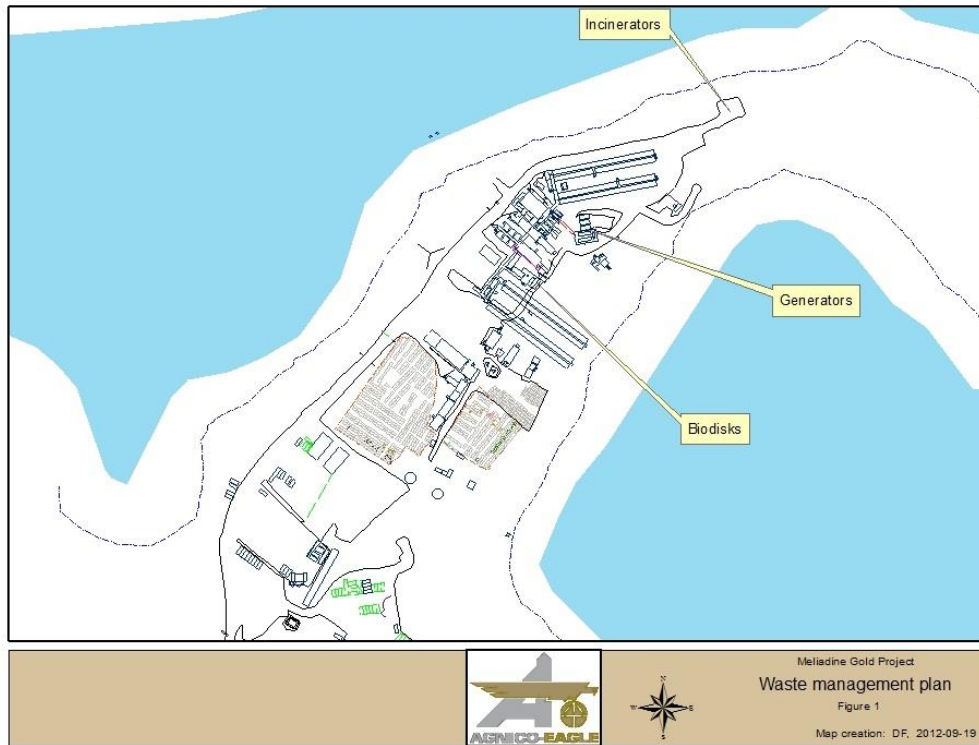 Incinerators
Generators
Biodisks
AGNICO-EAGLE
N
W
E
S
Meliadine Gold Project
Waste management plan
Figure 1
Map creation: DF, 2012-09-19